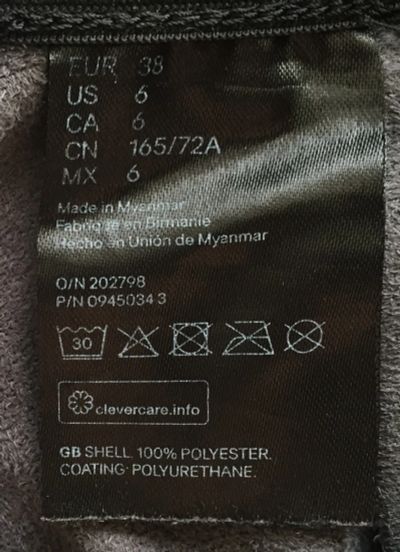 EUR 38
US 6
CA 6
CN 165/72A
MX 6
Made in Myanmar
Fabriqué en Birmanie
Hecho en Unión de Myanmar
O/N 202798
P/N 0945034 3
30
clevercare.info
GB SHELL. 100% POLYESTER.
COATING: POLYURETHANE.